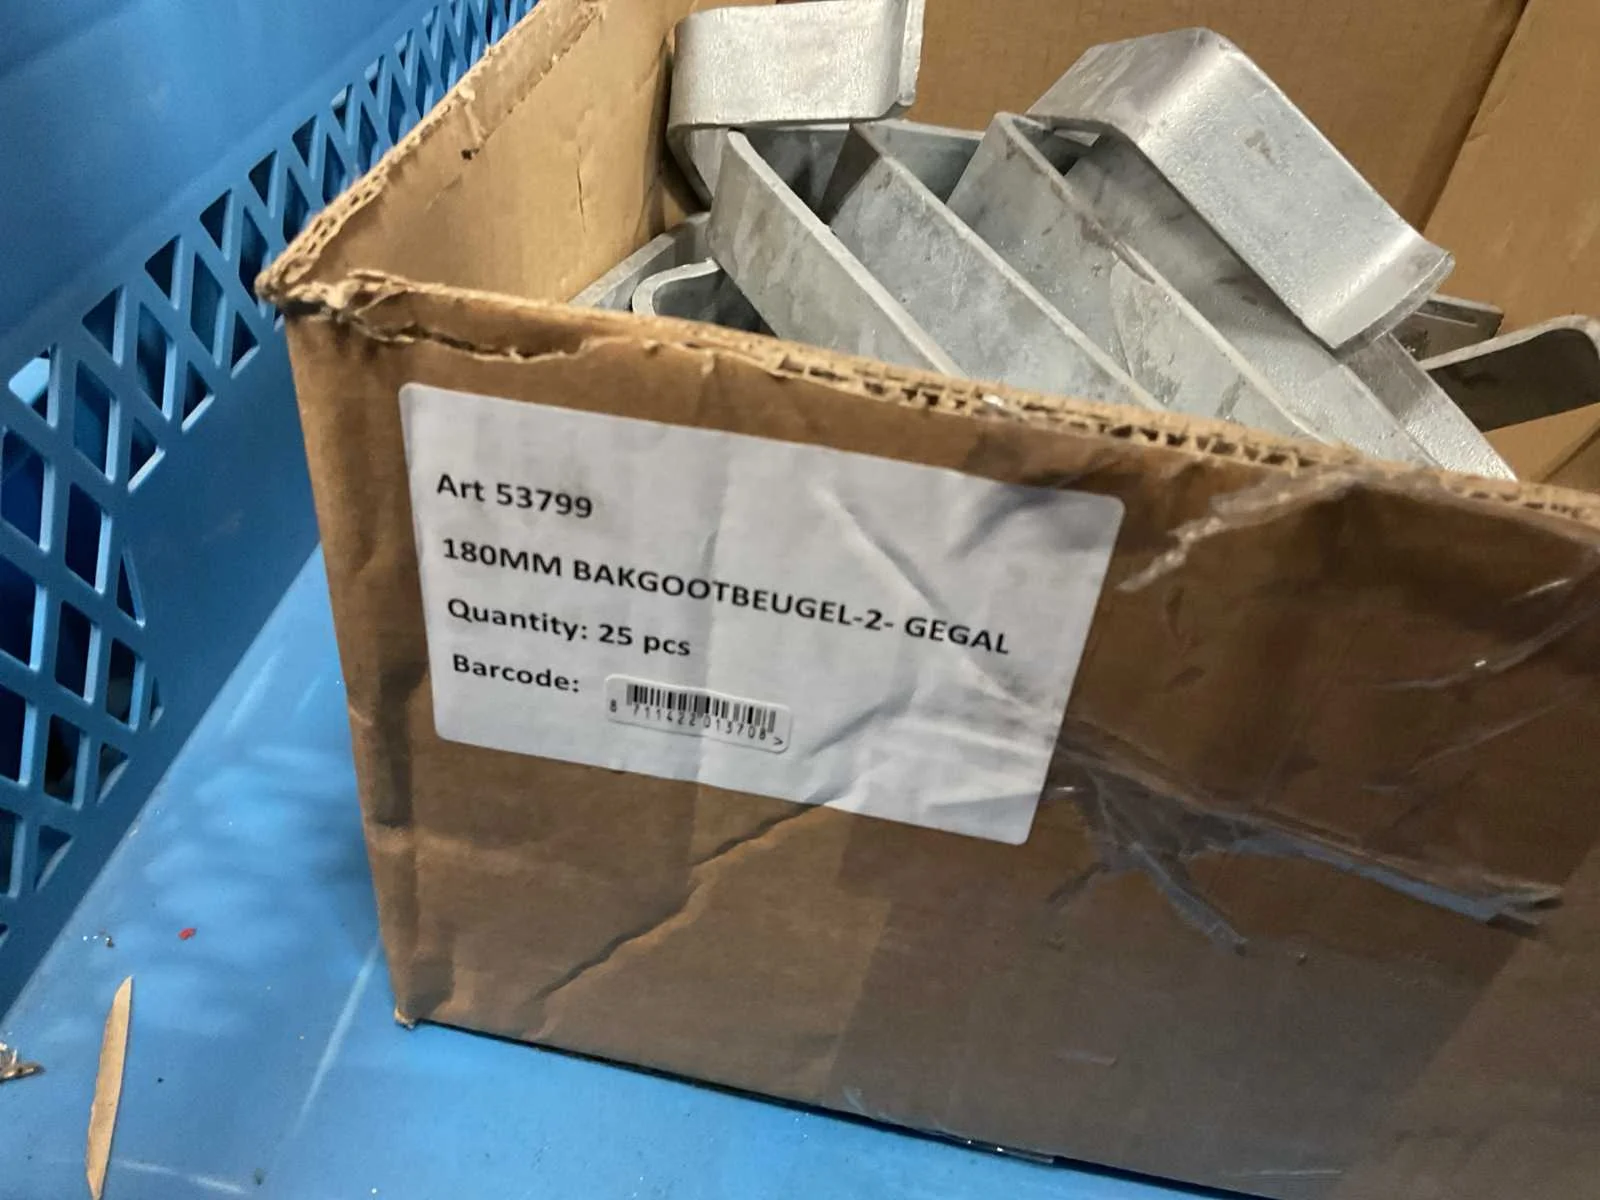 Art 53799
180MM BAKGOOTBEUGEL-2- GEGAL
Quantity: 25 pcs
Barcode:
8 711422 013708 >